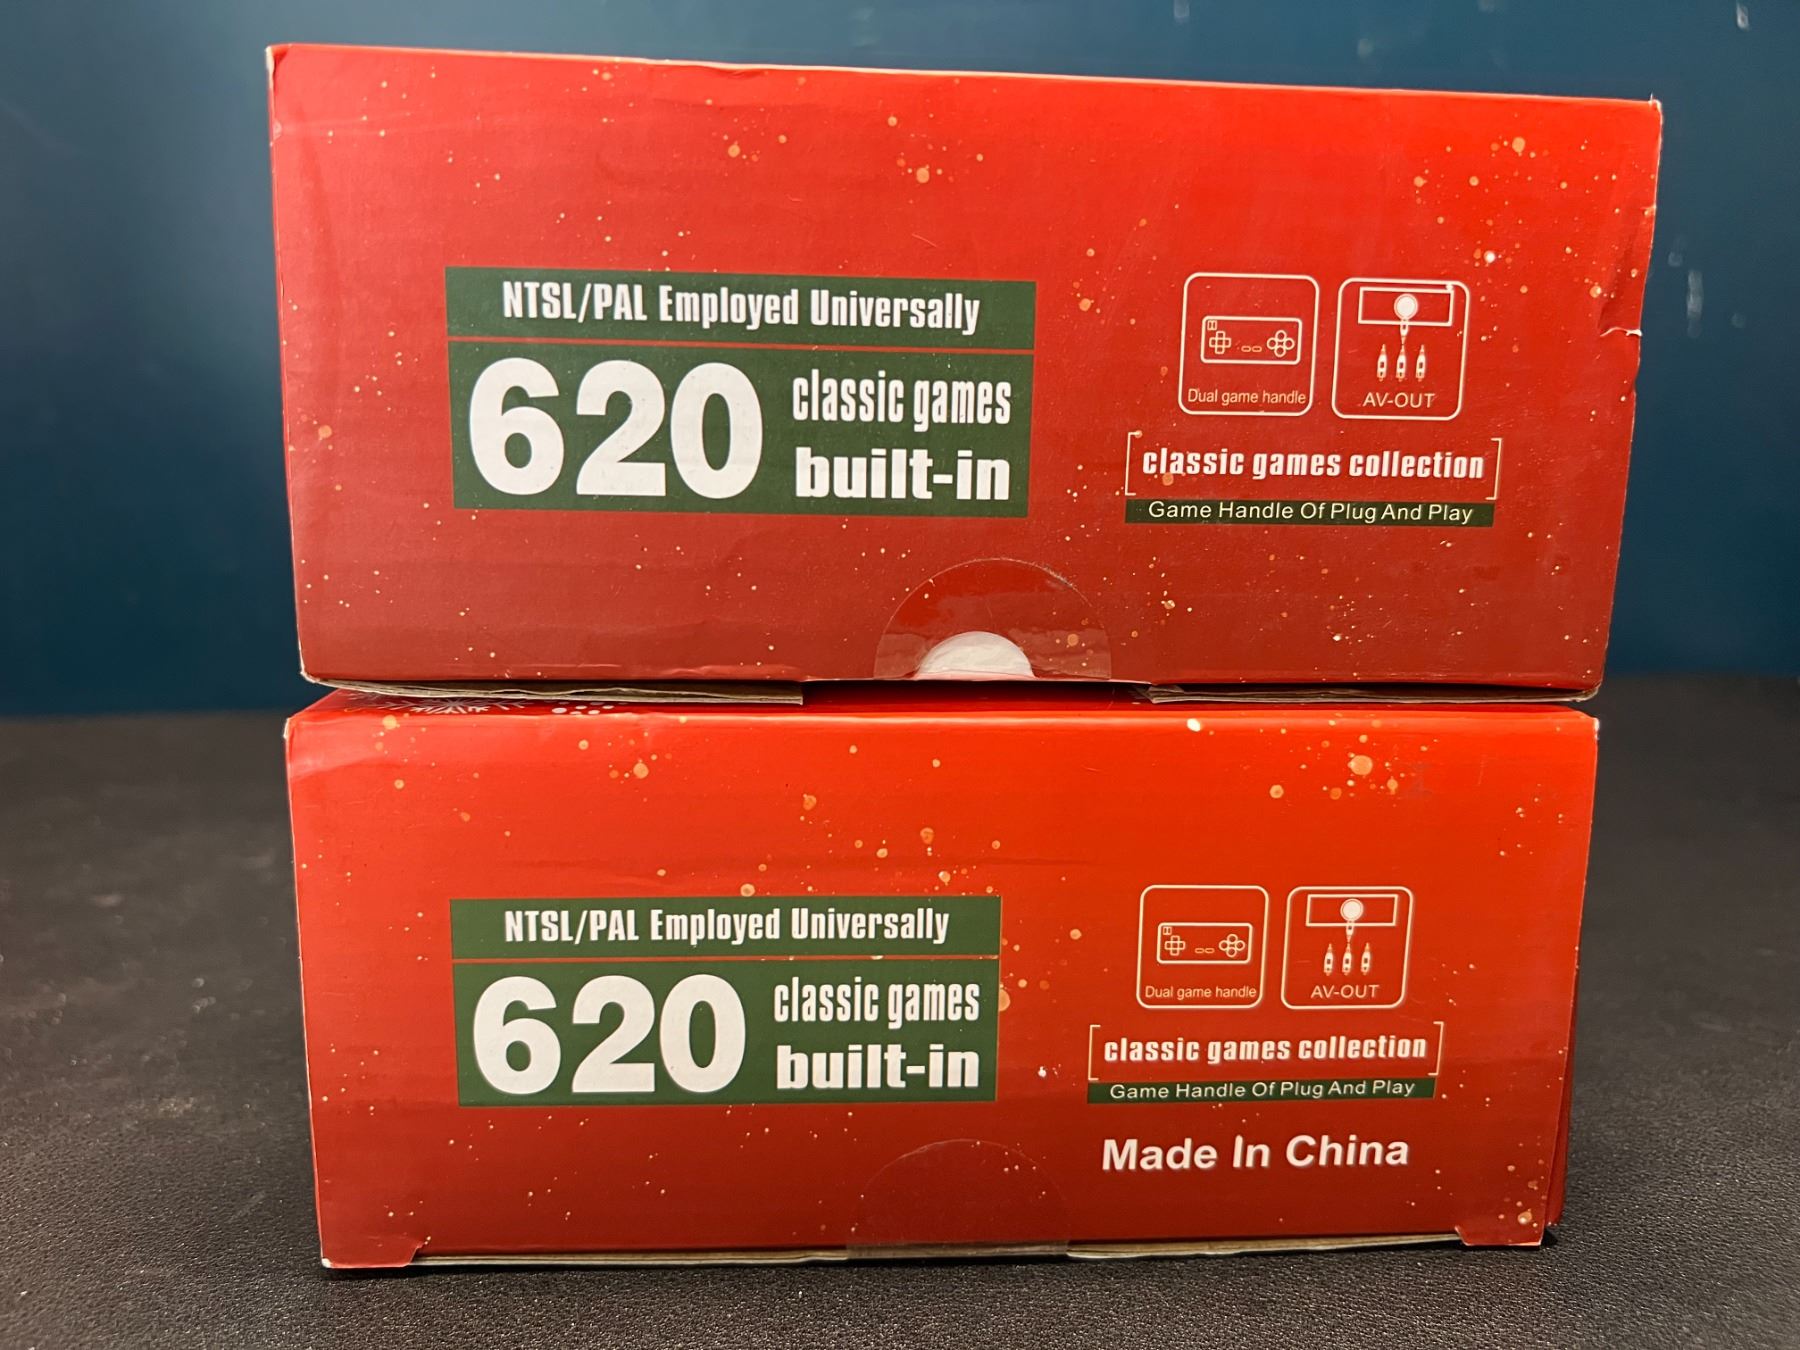 NTSL/PAL Employed Universally
620 classic games
built-in
Dual game handle
AV-OUT
classic games collection
Game Handle Of Plug And Play
NTSL/PAL Employed Universally
620 classic games
built-in
Dual game handle
AV-OUT
classic games collection
Game Handle Of Plug And Play
Made In China